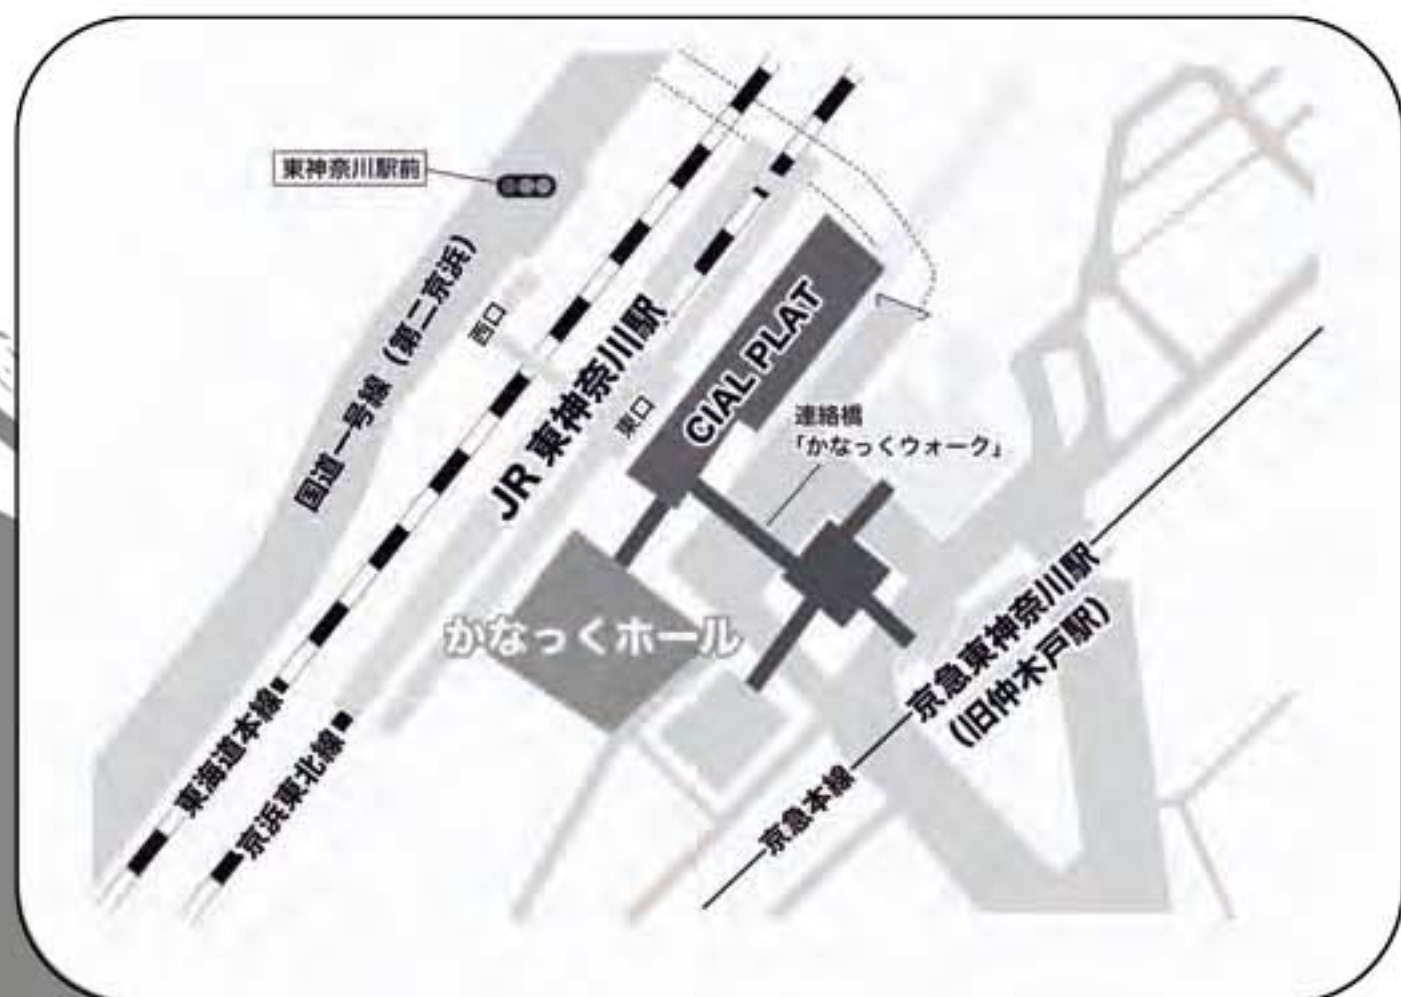 東神奈川駅前
国道一号線(第二京浜)
西口
JR 東神奈川駅
東口
CIAL PLAT
連絡橋
「かなっくウォーク」
かなっくホール
京急東神奈川駅
(旧仲木戸駅)
東海道本線
京浜東北線
京急本線